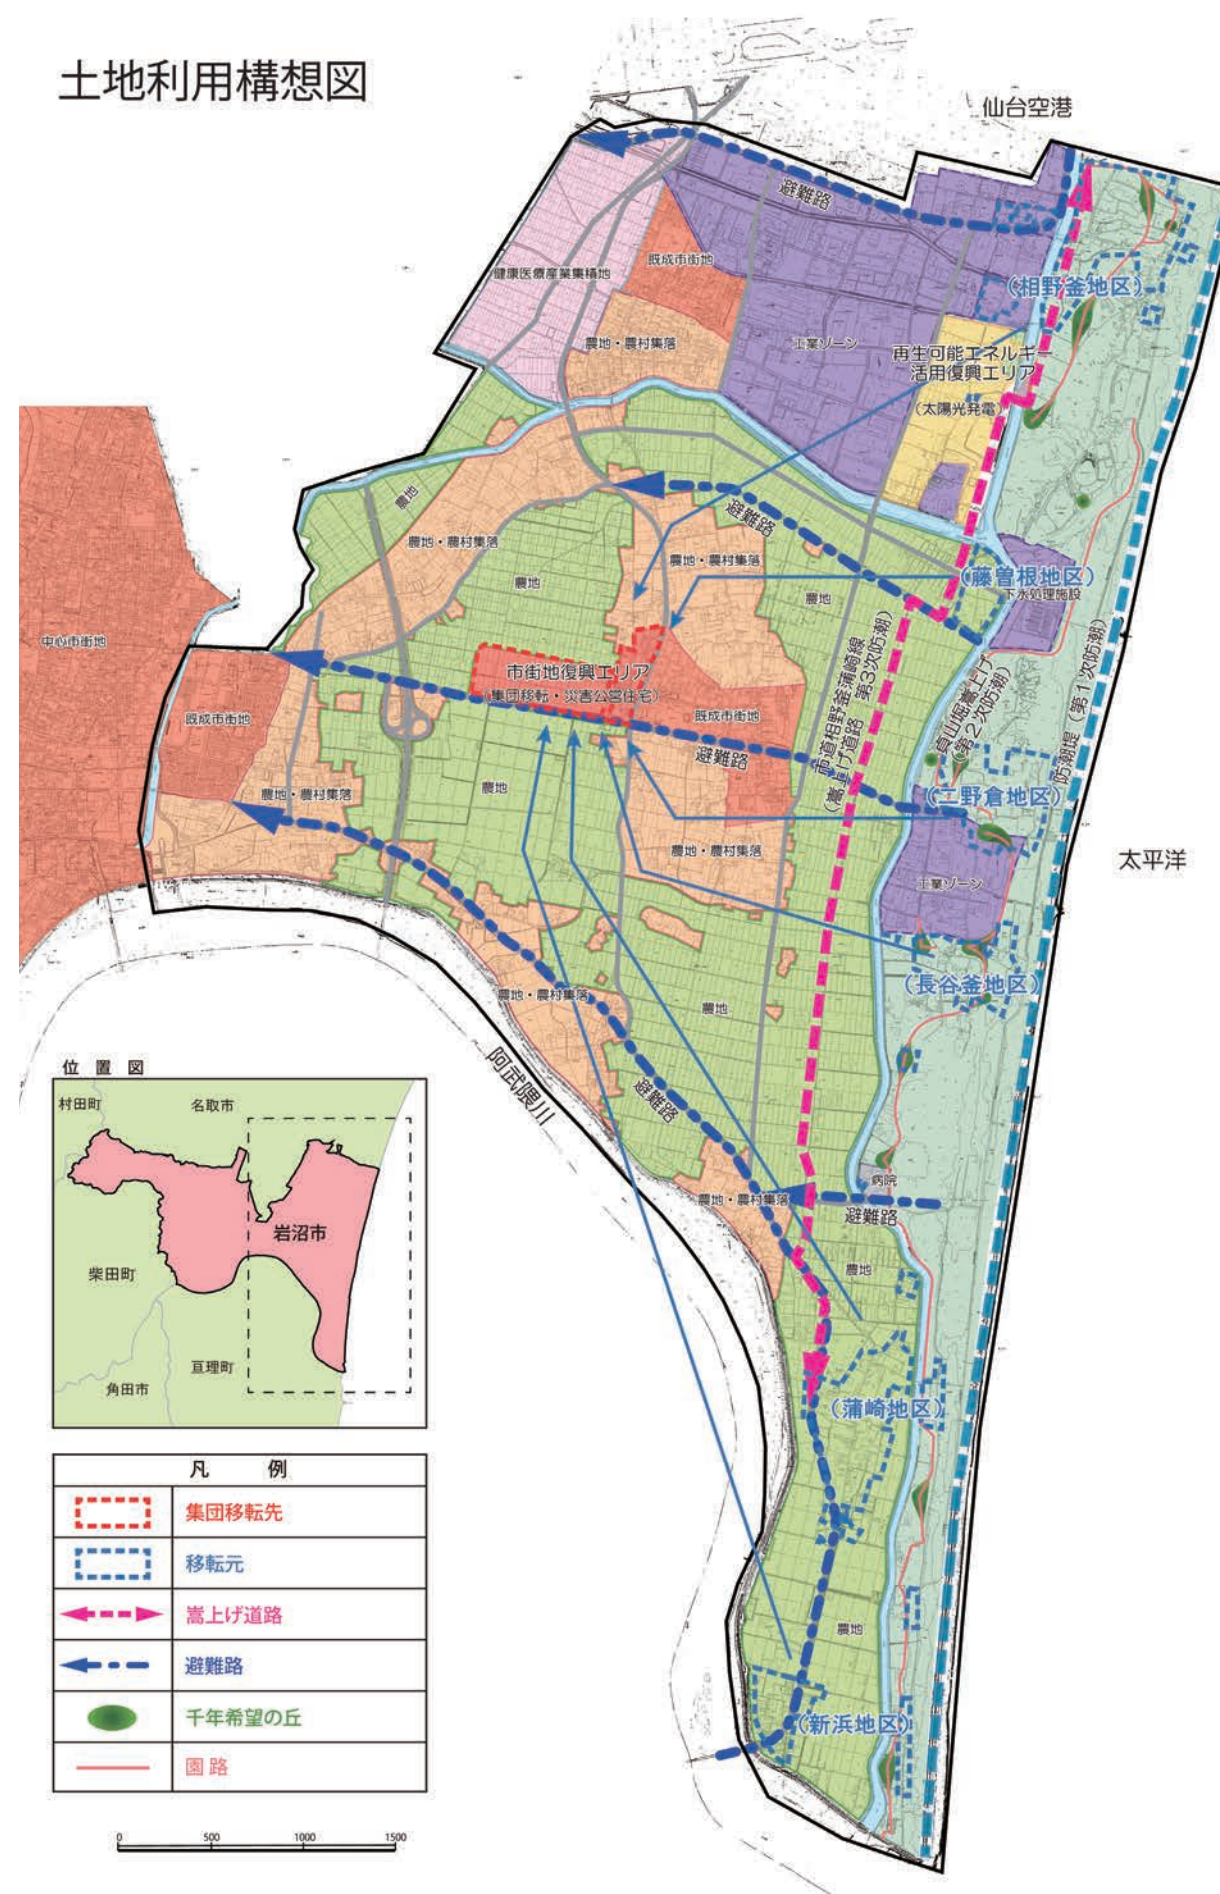 土地利用構想図
仙台空港
避難路
健康医療産業集積地
既成市街地
(相野釜地区)
農地・農村集落
工業ゾーン
再生可能エネルギー
活用復興エリア
(太陽光発電)
農地
避難路
農地・農村集落
農地・農村集落
農地
農地
(藤曽根地区)
下水処理施設
中心市街地
市街地復興エリア
(集団移転・災害公営住宅)
既成市街地
既成市街地
避難路
市道相野釜蒲崎線
(嵩上げ道路 第3次防潮)
貞山堀嵩上げ
(第2次防潮)
防潮堤(第1次防潮)
農地
農地・農村集落
(二野倉地区)
農地・農村集落
太平洋
工業ゾーン
(長谷釜地区)
農地・農村集落
農地
阿武隈川
避難路
病院
農地・農村集落
避難路
農地
(蒲崎地区)
農地
(新浜地区)
位置図
村田町
名取市
岩沼市
柴田町
亘理町
角田市
凡 例
集団移転先
移転元
嵩上げ道路
避難路
千年希望の丘
園路
0 500 1000 1500